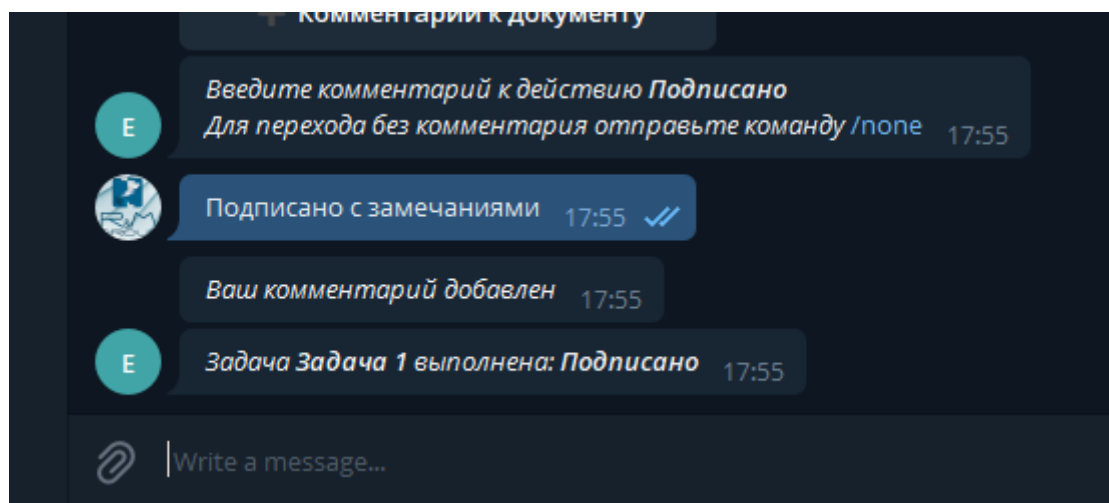 Комментарии к документу
Введите комментарий к действию Подписано
Для перехода без комментария отправьте команду /none 17:55
E
Подписано с замечаниями 17:55
Ваш комментарий добавлен 17:55
E
Задача Задача 1 выполнена: Подписано 17:55
Write a message...